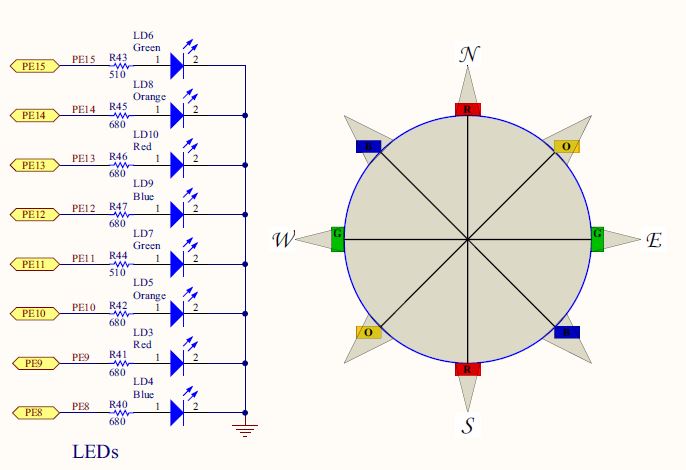 LD6
Green
PE15 PE15 R43 1 2
510
LD8
Orange
PE14 PE14 R45 1 2
680
LD10
Red
PE13 PE13 R46 1 2
680
LD9
Blue
PE12 PE12 R47 1 2
680
LD7
Green
PE11 PE11 R44 1 2
510
LD5
Orange
PE10 PE10 R42 1 2
680
LD3
Red
PE9 PE9 R41 1 2
680
LD4
Blue
PE8 PE8 R40 1 2
680
LEDs
N
R
B O
W G G E
O B
R
S